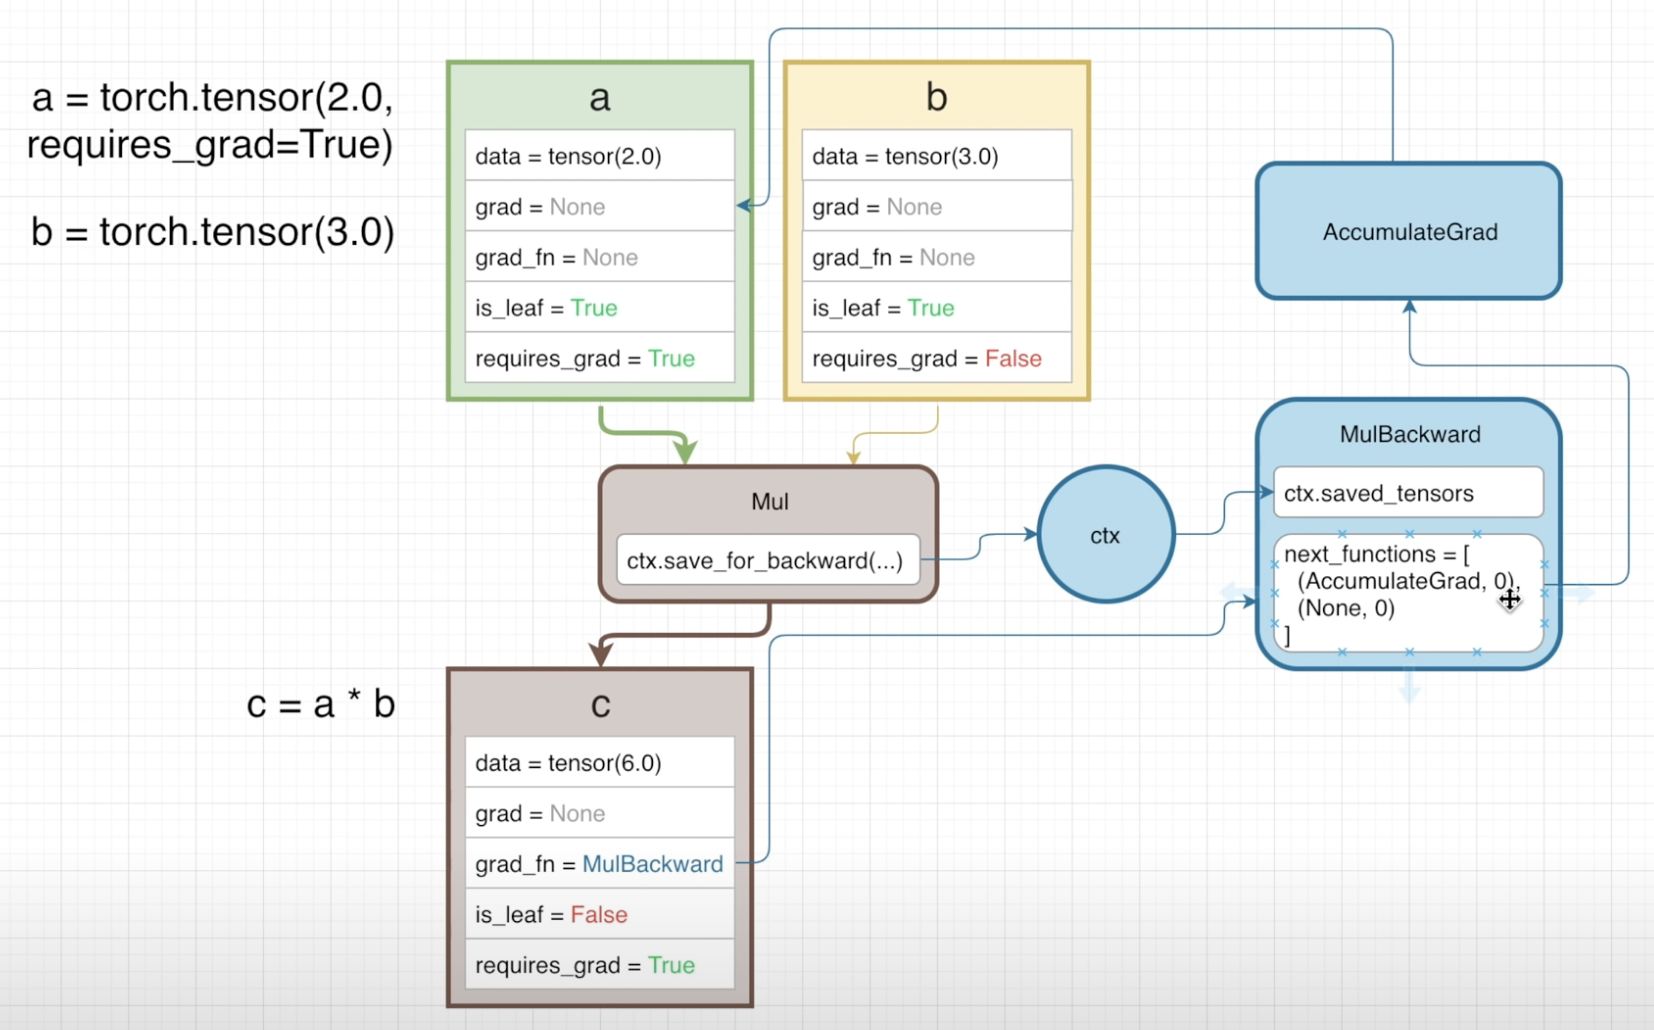 a = torch.tensor(2.0,
requires_grad=True)
b = torch.tensor(3.0)
a
data = tensor(2.0)
grad = None
grad_fn = None
is_leaf = True
requires_grad = True
b
data = tensor(3.0)
grad = None
grad_fn = None
is_leaf = True
requires_grad = False
AccumulateGrad
Mul
ctx.save_for_backward(...)
ctx
MulBackward
ctx.saved_tensors
next_functions = [
(AccumulateGrad, 0),
(None, 0)
]
c = a * b
c
data = tensor(6.0)
grad = None
grad_fn = MulBackward
is_leaf = False
requires_grad = True